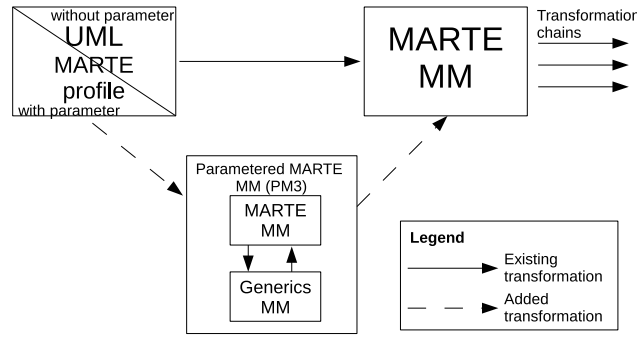 without parameter
UML
MARTE
profile
with parameter
MARTE
MM
Transformation
chains
Parametered MARTE
MM (PM3)
MARTE
MM
Generics
MM
Legend
Existing
transformation
Added
transformation